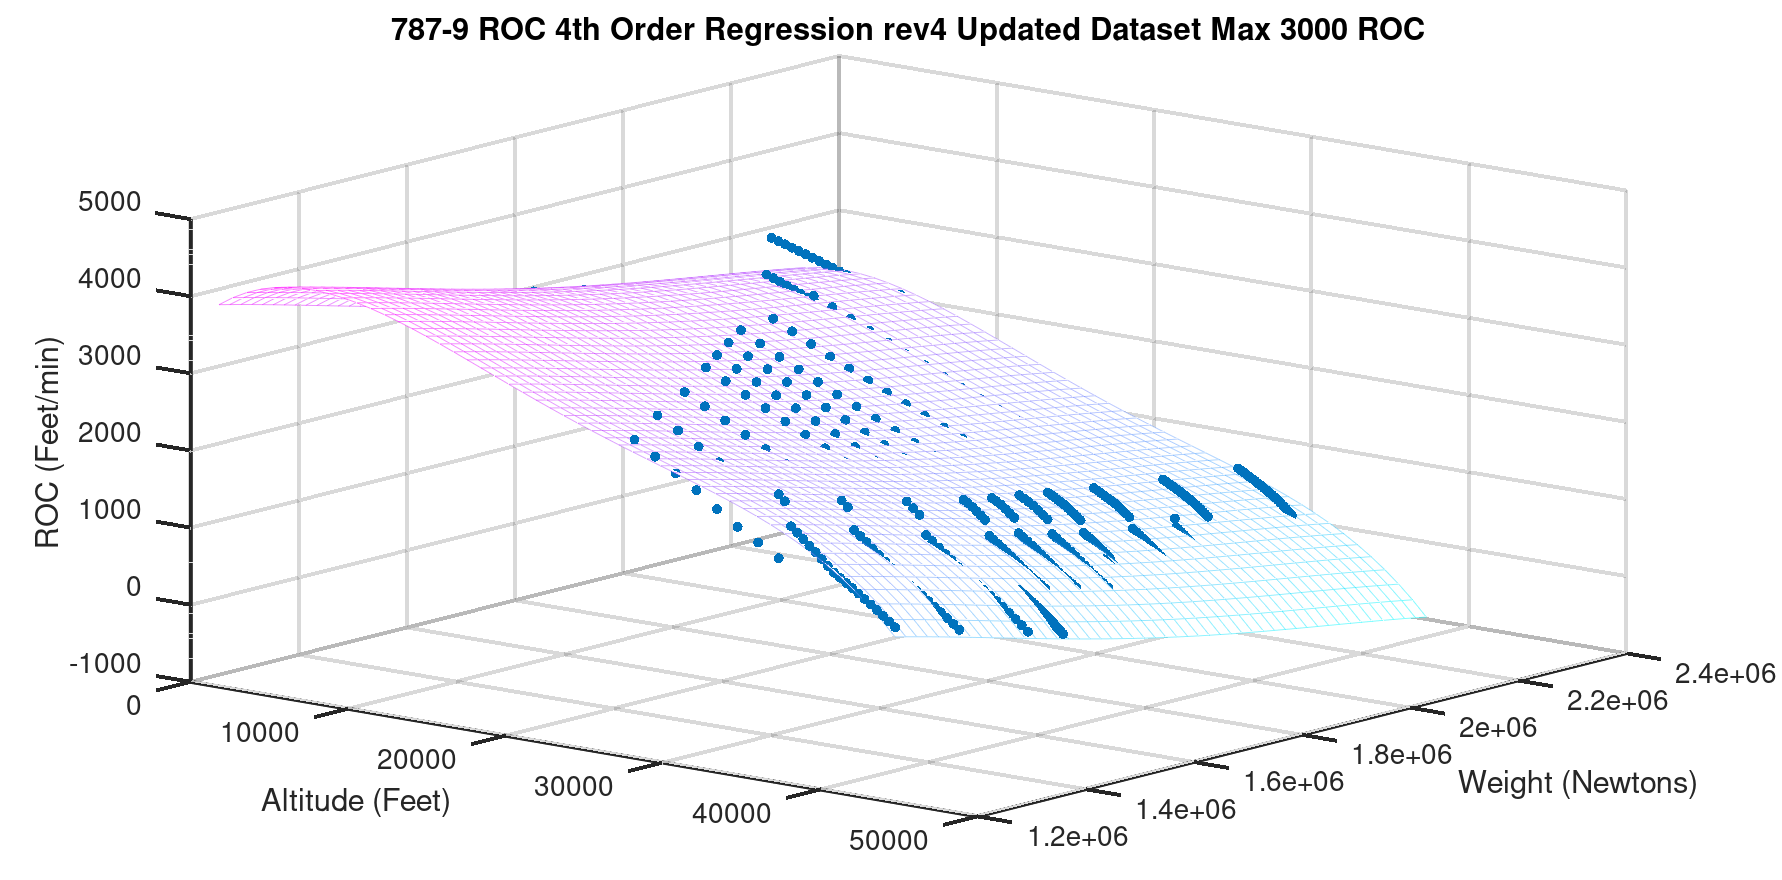 787-9 ROC 4th Order Regression rev4 Updated Dataset Max 3000 ROC
5000
4000
3000
2000
1000
0
-1000
ROC (Feet/min)
0
10000
20000
30000
40000
50000
Altitude (Feet)
1.2e+06
1.4e+06
1.6e+06
1.8e+06
2e+06
2.2e+06
2.4e+06
Weight (Newtons)